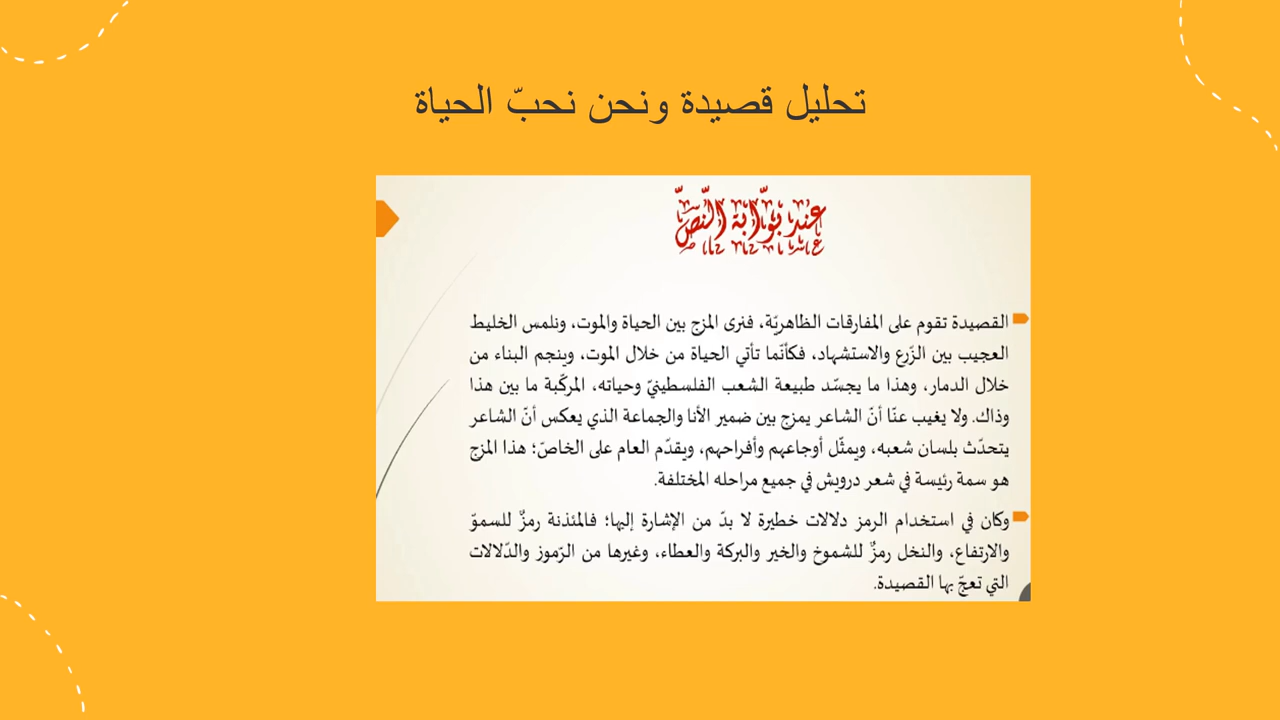 تحليل قصيدة ونحن نحبّ الحياة
عند بوّابة النّصّ
القصيدة تقوم على المفارقات الظاهريّة، فنرى المزج بين الحياة والموت، ونلمس الخليط
العجيب بين الزّرع والاستشهاد، فكأنّما تأتي الحياة من خلال الموت، وينجم البناء من
خلال الدمار، وهذا ما يجسّد طبيعة الشعب الفلسطينيّ وحياته، المركّبة ما بين هذا
وذاك. ولا يغيب عنّا أنّ الشاعر يمزج بين ضمير الأنا والجماعة الذي يعكس أنّ الشاعر
يتحدّث بلسان شعبه، ويمثّل أوجاعهم وأفراحهم، ويقدّم العام على الخاصّ؛ هذا المزج
هو سمة رئيسة في شعر درويش في جميع مراحله المختلفة.
وكان في استخدام الرمز دلالات خطيرة لا بدّ من الإشارة إليها؛ فالمئذنة رمزٌ للسموّ
والارتفاع، والنخل رمزٌ للشموخ والخير والبركة والعطاء، وغيرها من الرّموز والدّلالات
التي تعجّ بها القصيدة.